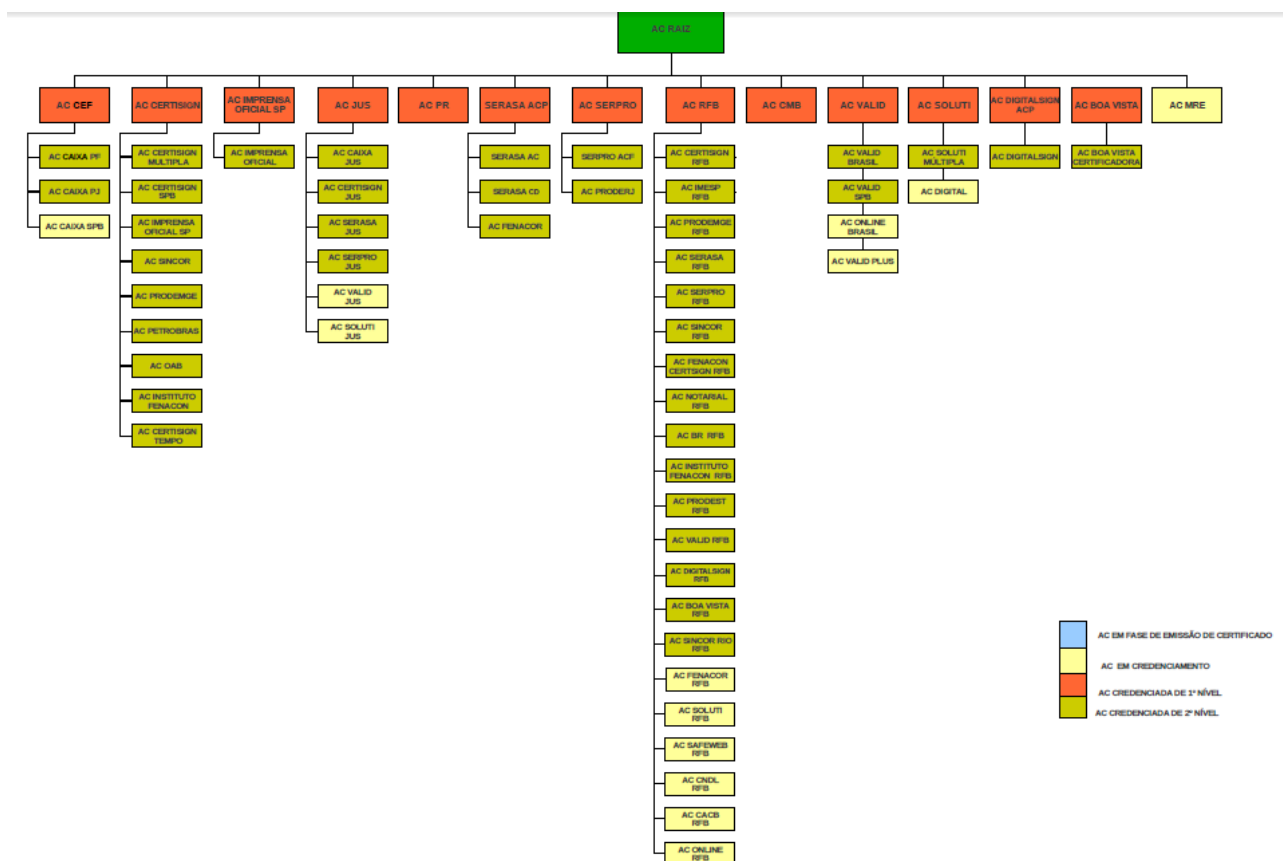 AC RAIZ
AC CEF
AC CERTISIGN
AC IMPRENSA
OFICIAL SP
AC JUS
AC PR
SERASA ACP
AC SERPRO
AC RFB
AC CMB
AC VALID
AC SOLUTI
AC DIGITALSIGN
ACP
AC BOA VISTA
AC MRE
AC CAIXA PF
AC CAIXA PJ
AC CAIXA SPB
AC CERTISIGN
MULTIPLA
AC CERTISIGN
SPB
AC IMPRENSA
OFICIAL SP
AC SINCOR
AC PRODEMGE
AC PETROBRAS
AC OAB
AC INSTITUTO
FENACON
AC CERTISIGN
TEMPO
AC IMPRENSA
OFICIAL
AC CAIXA
JUS
AC CERTISIGN
JUS
AC SERASA
JUS
AC SERPRO
JUS
AC VALID
JUS
AC SOLUTI
JUS
SERASA AC
SERASA CD
AC FENACOR
SERPRO ACF
AC PRODERJ
AC CERTISIGN
RFB
AC IMESP
RFB
AC PRODEMGE
RFB
AC SERASA
RFB
AC SERPRO
RFB
AC SINCOR
RFB
AC FENACON
CERTSIGN RFB
AC NOTARIAL
RFB
AC BR RFB
AC INSTITUTO
FENACON RFB
AC PRODEST
RFB
AC VALID RFB
AC DIGITALSIGN
RFB
AC BOA VISTA
RFB
AC SINCOR RIO
RFB
AC FENACOR
RFB
AC SOLUTI
RFB
AC SAFEWEB
RFB
AC CNDL
RFB
AC CACB
RFB
AC ONLINE
RFB
AC VALID
BRASIL
AC VALID
SPB
AC ONLINE
BRASIL
AC VALID PLUS
AC SOLUTI
MÚLTIPLA
AC DIGITAL
AC DIGITALSIGN
AC BOA VISTA
CERTIFICADORA
AC EM FASE DE EMISSÃO DE CERTIFICADO
AC EM CREDENCIAMENTO
AC CREDENCIADA DE 1º NÍVEL
AC CREDENCIADA DE 2º NÍVEL